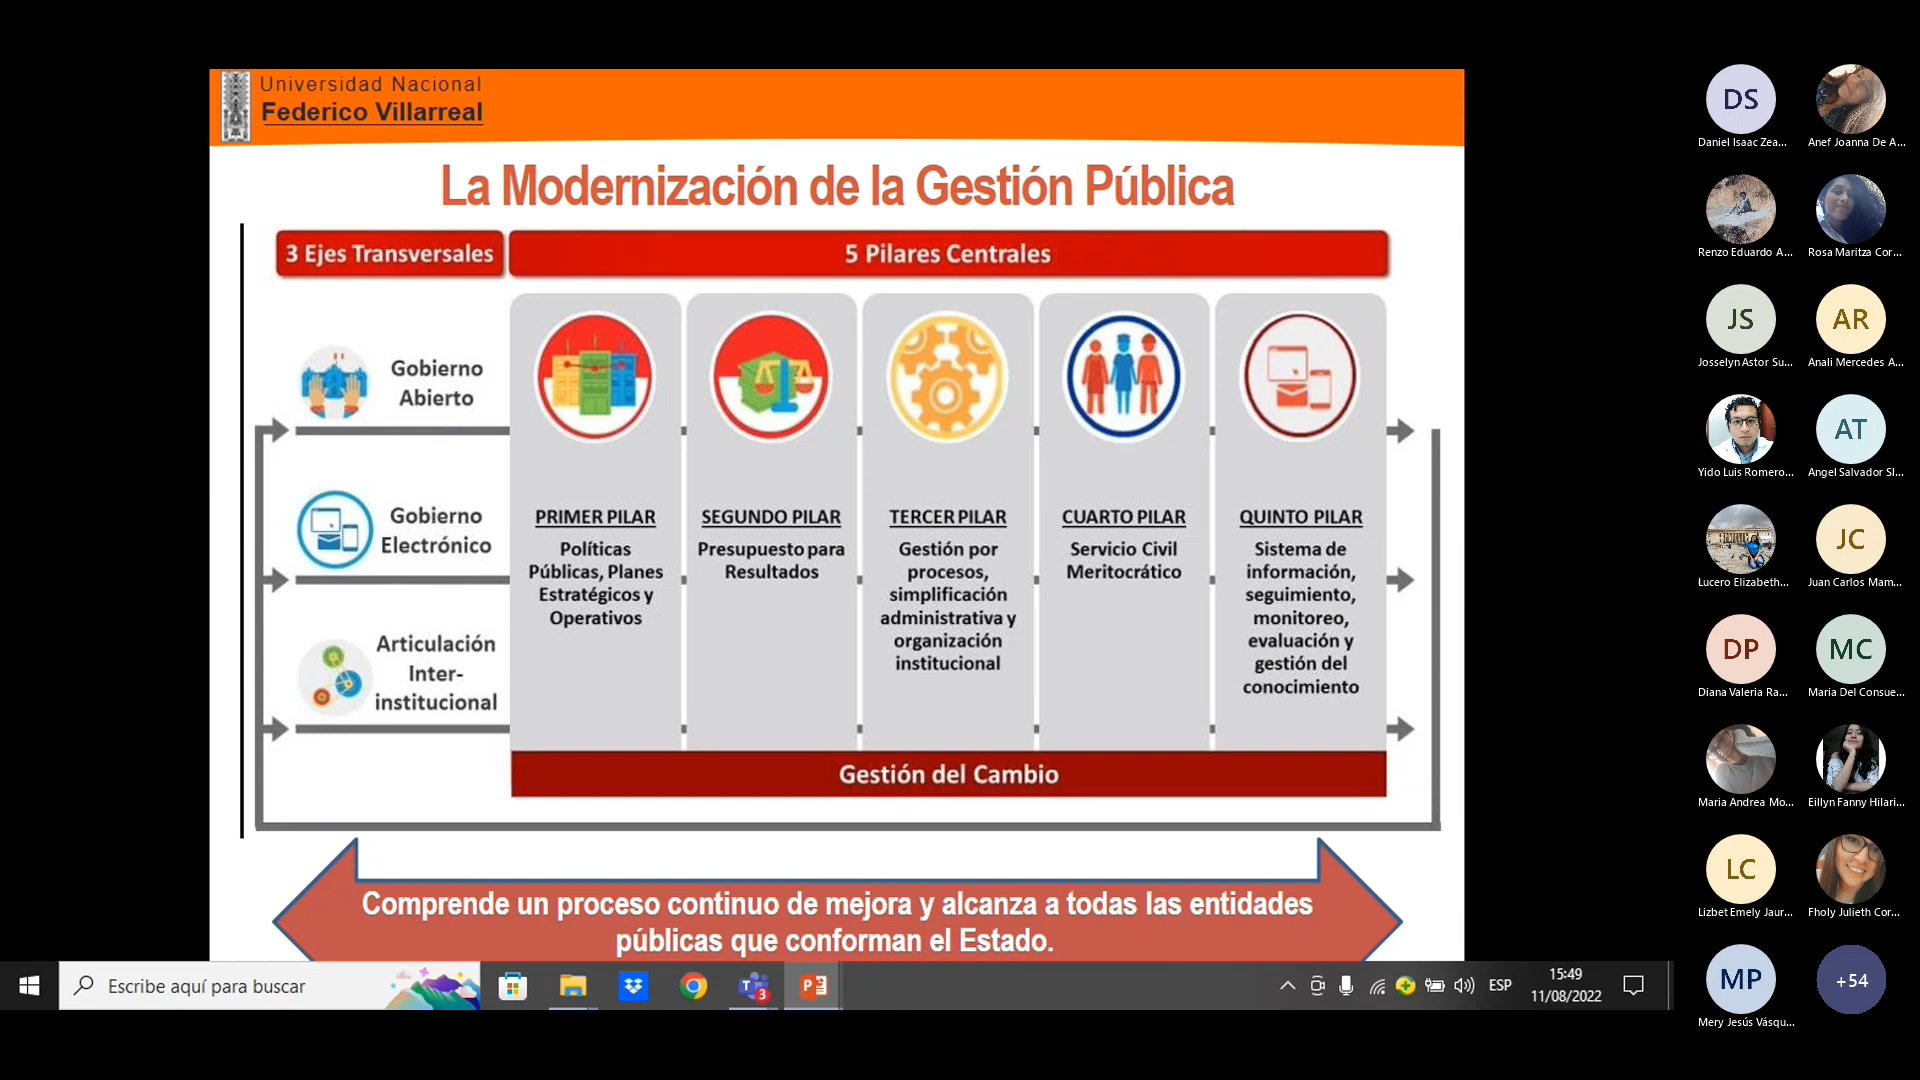 Universidad Nacional
Federico Villarreal
La Modernización de la Gestión Pública
3 Ejes Transversales
5 Pilares Centrales
Gobierno
Abierto
Gobierno
Electrónico
Articulación
Inter-
institucional
PRIMER PILAR
Políticas
Públicas, Planes
Estratégicos y
Operativos
SEGUNDO PILAR
Presupuesto para
Resultados
TERCER PILAR
Gestión por
procesos,
simplificación
administrativa y
organización
institucional
CUARTO PILAR
Servicio Civil
Meritocrático
QUINTO PILAR
Sistema de
información,
seguimiento,
monitoreo,
evaluación y
gestión del
conocimiento
Gestión del Cambio
Comprende un proceso continuo de mejora y alcanza a todas las entidades
públicas que conforman el Estado.
Escribe aquí para buscar
T
3
P
ESP
15:49
11/08/2022
DS
Daniel Isaac Zea...
Anef Joanna De A...
Renzo Eduardo A...
Rosa Maritza Cor...
JS
Josselyn Astor Su...
AR
Anali Mercedes A...
Yido Luis Romero...
AT
Angel Salvador Sl...
Lucero Elizabeth...
JC
Juan Carlos Mam...
DP
Diana Valeria Ra...
MC
Maria Del Consue...
Maria Andrea Mo...
Eillyn Fanny Hilari...
LC
Lizbet Emely Jaur...
Fholy Julieth Cor...
MP
Mery Jesús Vásqu...
+54